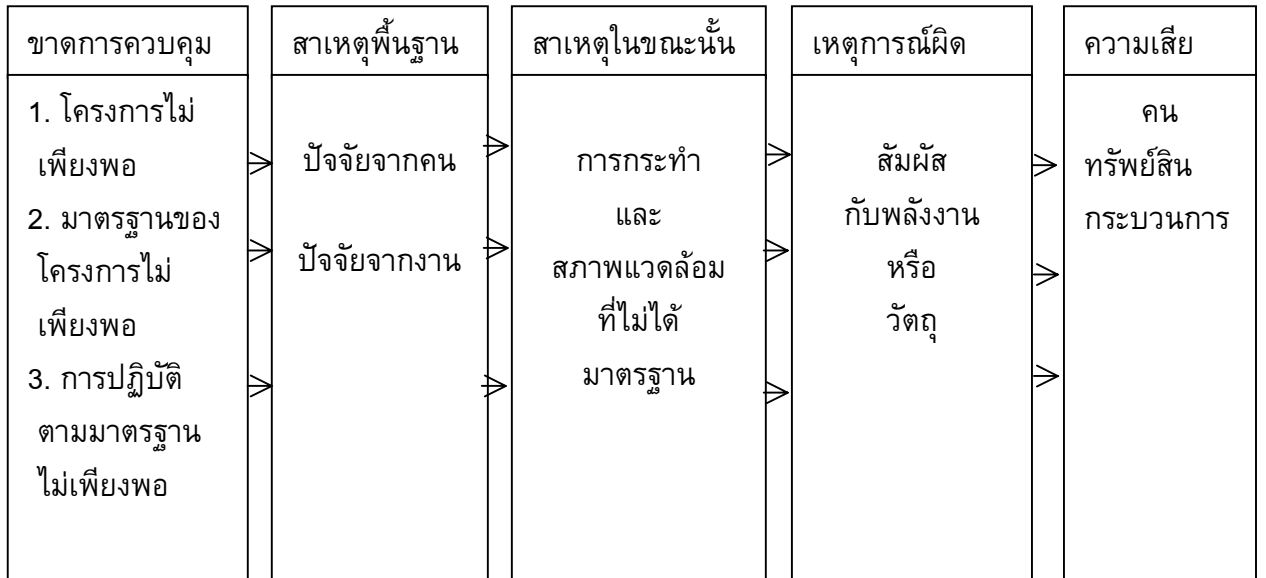 ขาดการควบคุม
1. โครงการไม่
เพียงพอ
2. มาตรฐานของ
โครงการไม่
เพียงพอ
3. การปฏิบัติ
ตามมาตรฐาน
ไม่เพียงพอ
สาเหตุพื้นฐาน
ปัจจัยจากคน
ปัจจัยจากงาน
สาเหตุในขณะนั้น
การกระทำ
และ
สภาพแวดล้อม
ที่ไม่ได้
มาตรฐาน
เหตุการณ์ผิด
สัมผัส
กับพลังงาน
หรือ
วัตถุ
ความเสีย
คน
ทรัพย์สิน
กระบวนการ